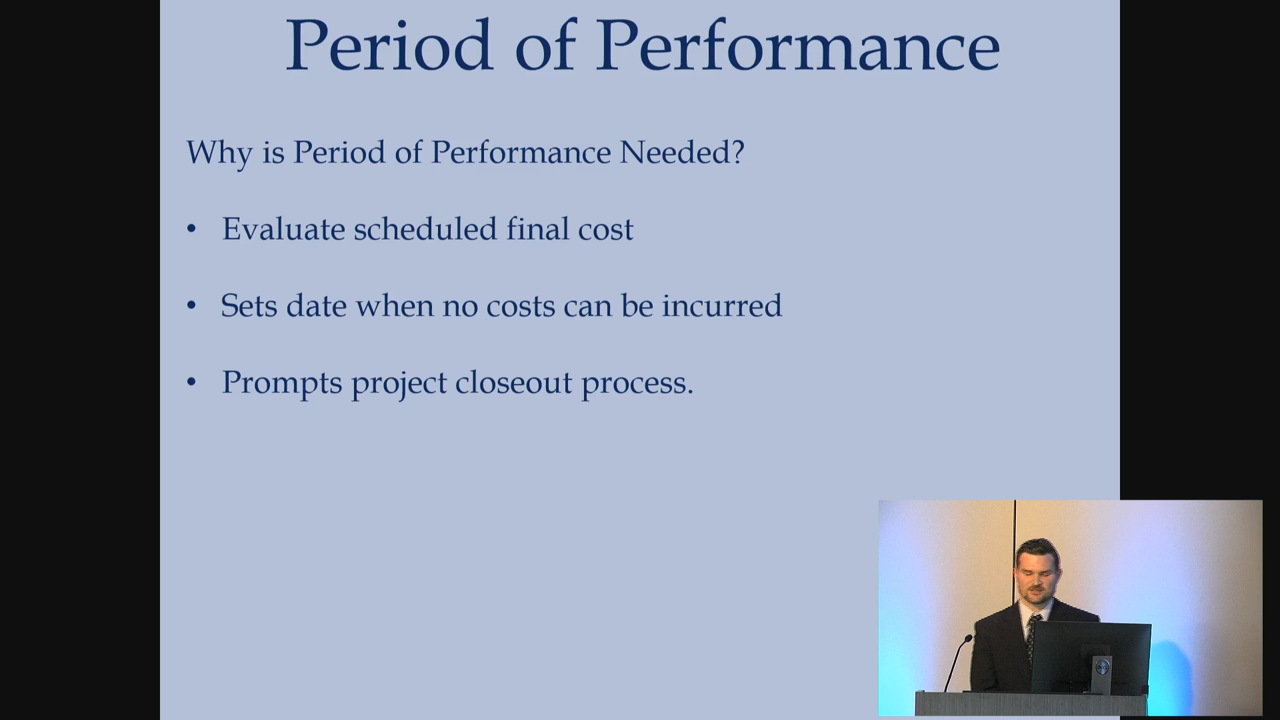 Period of Performance
Why is Period of Performance Needed?
• Evaluate scheduled final cost
• Sets date when no costs can be incurred
• Prompts project closeout process.